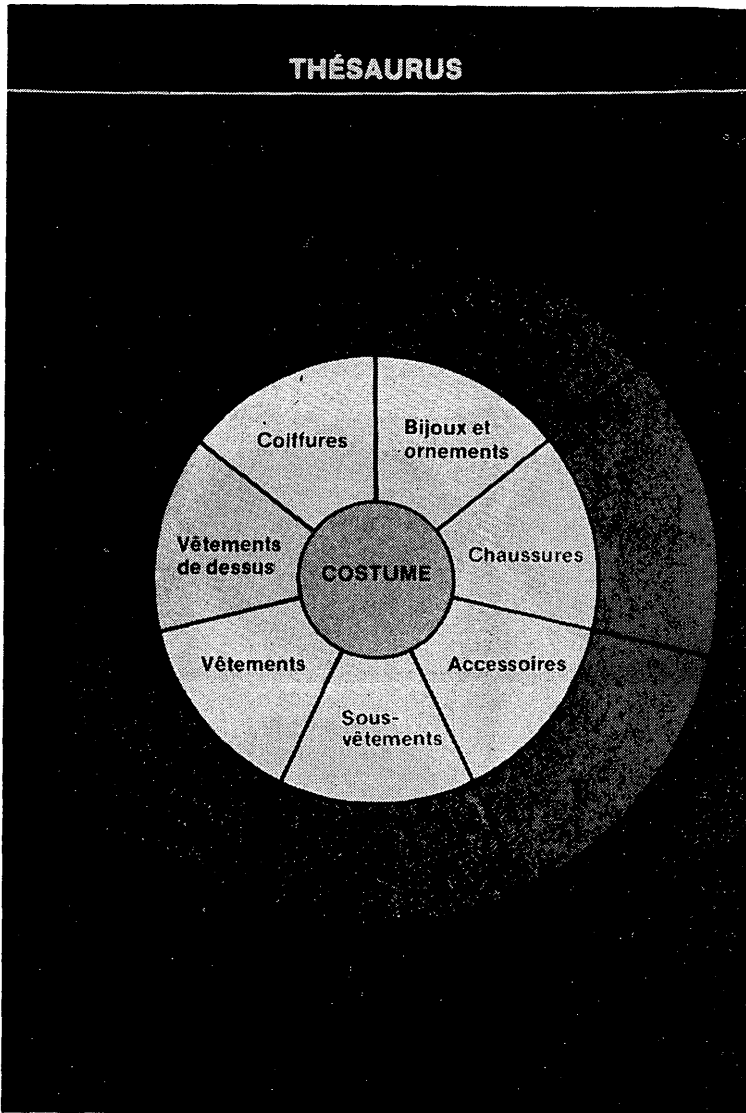 THÉSAURUS
Coiffures
Bijoux et
ornements
Vêtements
de dessus
COSTUME
Chaussures
Vêtements
Accessoires
Sous-
vêtements